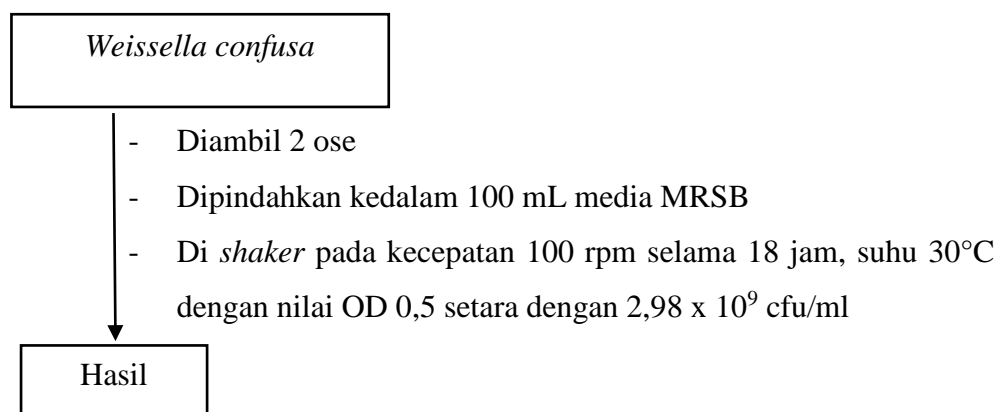 Weissella confusa
- Diambil 2 ose
- Dipindahkan kedalam 100 mL media MRSB
- Di shaker pada kecepatan 100 rpm selama 18 jam, suhu 30°C
dengan nilai OD 0,5 setara dengan 2,98 x 10⁹ cfu/ml
Hasil